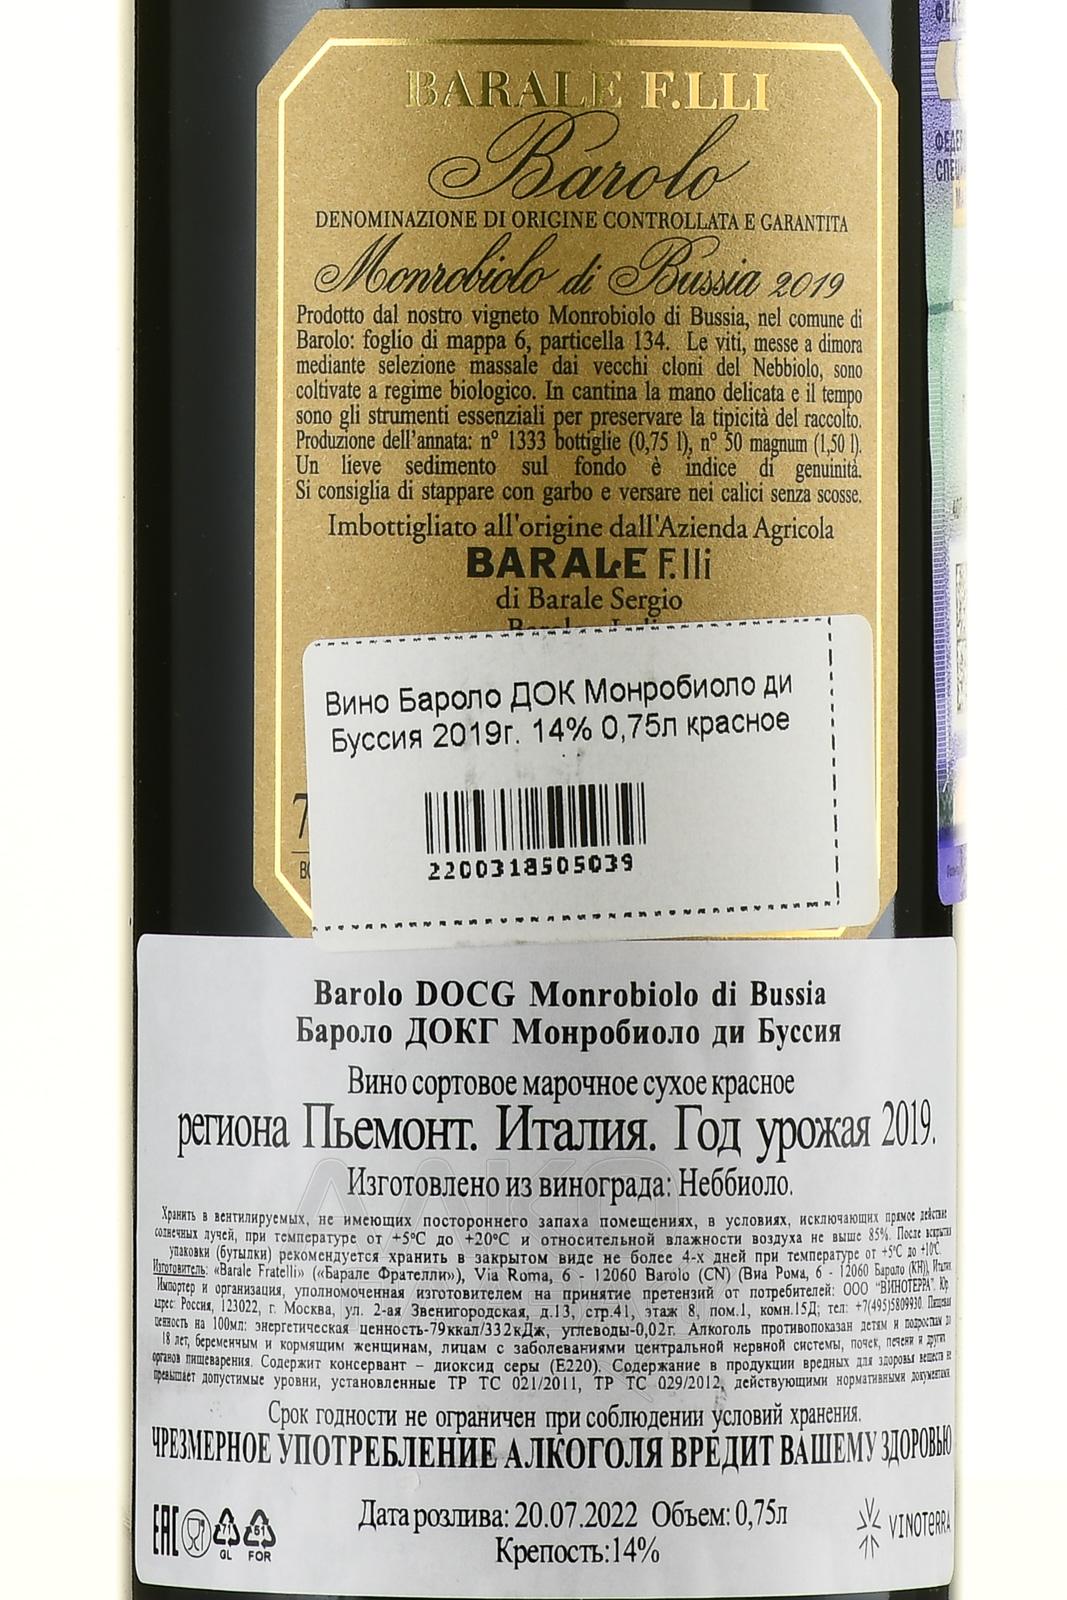 BARALE F.LLI
Barolo
DENOMINAZIONE DI ORIGINE CONTROLLATA E GARANTITA
Monrobiolo di Bussia 2019
Prodotto dal nostro vigneto Monrobiolo di Bussia, nel comune di
Barolo: foglio di mappa 6, particella 134. Le viti, messe a dimora
mediante selezione massale dai vecchi cloni del Nebbiolo, sono
coltivate a regime biologico. In cantina la mano delicata e il tempo
sono gli strumenti essenziali per preservare la tipicità del raccolto.
Produzione dell'annata: n° 1333 bottiglie (0,75 l), n° 50 magnum (1,50 l).
Un lieve sedimento sul fondo è indice di genuinità.
Si consiglia di stappare con garbo e versare nei calici senza scosse.
Imbottigliato all'origine dall'Azienda Agricola
BARALE F.lli
di Barale Sergio
Вино Бароло ДОК Монробиоло ди
Буссия 2019г. 14% 0,75л красное
2200318505039
Barolo DOCG Monrobiolo di Bussia
Бароло ДОКГ Монробиоло ди Буссия
Вино сортовое марочное сухое красное
региона Пьемонт. Италия. Год урожая 2019.
Изготовлено из винограда: Неббиоло.
Хранить в вентилируемых, не имеющих постороннего запаха помещениях, в условиях, исключающих прямое действие
солнечных лучей, при температуре от +5°С до +20°С и относительной влажности воздуха не выше 85%. После вскрытия
упаковки (бутылки) рекомендуется хранить в закрытом виде не более 4-х дней при температуре от +5°С до +10°С.
Изготовитель: «Barale Fratelli» («Барале Фрателли»), Via Roma, 6 - 12060 Barolo (CN) (Виа Рома, 6 - 12060 Бароло (КН)), Италия
Импортер и организация, уполномоченная изготовителем на принятие претензий от потребителей: ООО "ВИНОТЕРРА". Юр.
адрес: Россия, 123022, г. Москва, ул. 2-ая Звенигородская, д.13, стр.41, этаж 8, пом.1, комн.15Д; тел: +7(495)5809930. Пищевая
ценность на 100мл: энергетическая ценность-79ккал/332кДж, углеводы-0,02г. Алкоголь противопоказан детям и подросткам до
18 лет, беременным и кормящим женщинам, лицам с заболеваниями центральной нервной системы, почек, печени и других
органов пищеварения. Содержит консервант – диоксид серы (Е220). Содержание в продукции вредных для здоровья веществ не
превышает допустимые уровни, установленные ТР ТС 021/2011, ТР ТС 029/2012, действующими нормативными документами.
Срок годности не ограничен при соблюдении условий хранения.
ЧРЕЗМЕРНОЕ УПОТРЕБЛЕНИЕ АЛКОГОЛЯ ВРЕДИТ ВАШЕМУ ЗДОРОВЬЮ
Дата розлива: 20.07.2022 Объем: 0,75л
Крепость:14%
EAC
71
GL
51
FOR
VINOTERRA